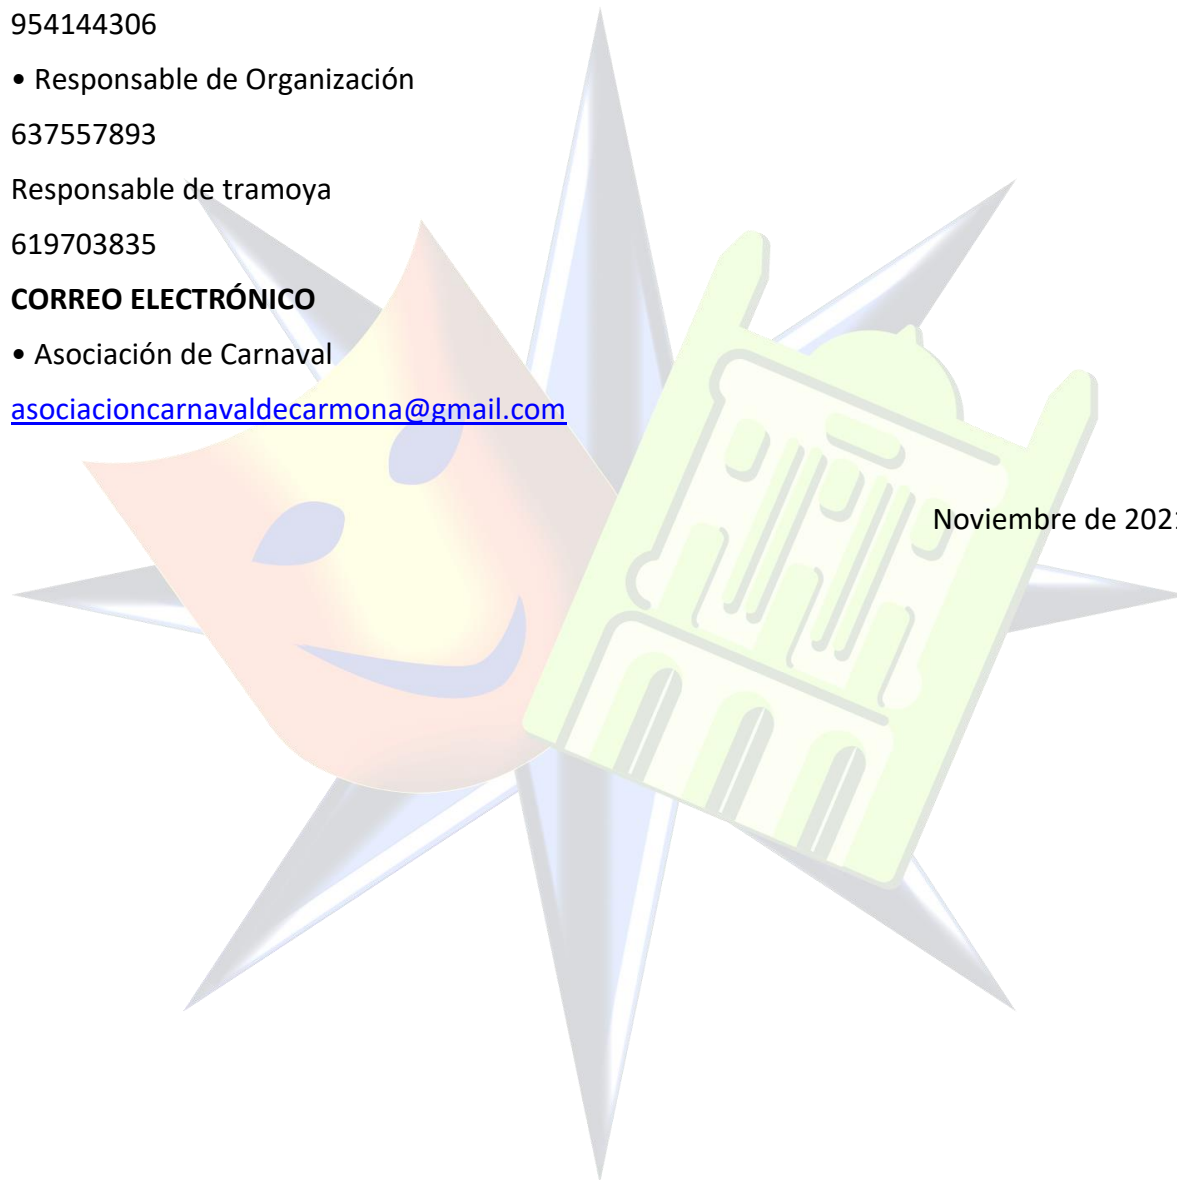 954144306
• Responsable de Organización
637557893
Responsable de tramoya
619703835
CORREO ELECTRÓNICO
• Asociación de Carnaval
asociacioncarnavaldecarmona@gmail.com
Noviembre de 2021